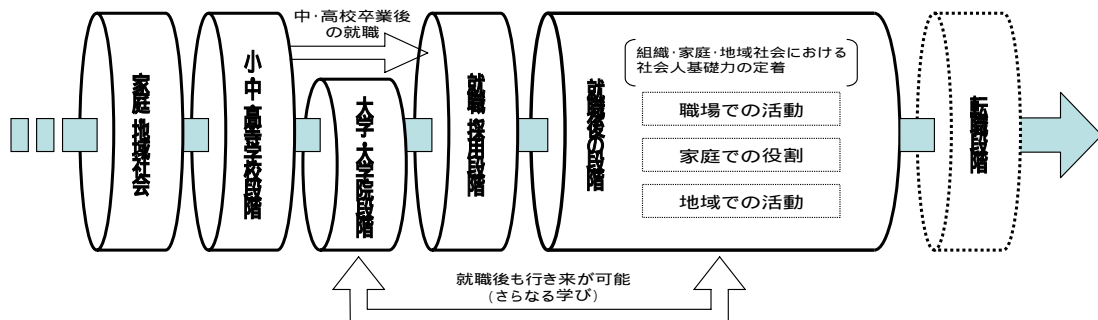 中・高校卒業後
の就職
家庭・地域社会
小・中・高等学校段階
大学・大学院段階
就職・採用段階
就職後の段階
組織・家庭・地域社会における
社会人基礎力の定着
職場での活動
家庭での役割
地域での活動
転職段階
就職後も行き来が可能
(さらなる学び)